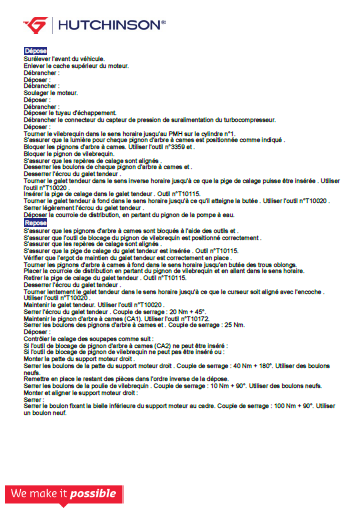 HUTCHINSON®
Dépose
Surélever l'avant du véhicule.
Enlever le cache supérieur du moteur.
Débrancher :
Déposer :
Débrancher :
Soulager le moteur.
Déposer :
Débrancher :
Déposer le tuyau d'échappement.
Débrancher le connecteur du capteur de pression de suralimentation du turbocompresseur.
Déposer :
Tourner le vilebrequin dans le sens horaire jusqu'au PMH sur le cylindre n°1.
S'assurer que la lumière pour chaque pignon d'arbre à cames est positionnée comme indiqué .
Bloquer les pignons d'arbre à cames. Utiliser l'outil n°3359 et .
Bloquer le pignon de vilebrequin.
S'assurer que les repères de calage sont alignés .
Desserrer les boulons de chaque pignon d'arbre à cames et .
Desserrer l'écrou du galet tendeur .
Tourner le galet tendeur dans le sens inverse horaire jusqu'à ce que la pige de calage puisse être insérée . Utiliser
l'outil n°T10020 .
Insérer la pige de calage dans le galet tendeur . Outil n°T10115.
Tourner le galet tendeur à fond dans le sens horaire jusqu'à ce qu'il atteigne la butée . Utiliser l'outil n°T10020 .
Serrer légèrement l'écrou du galet tendeur .
Déposer la courroie de distribution, en partant du pignon de la pompe à eau.
Repose
S'assurer que les pignons d'arbre à cames sont bloqués à l'aide des outils et .
S'assurer que l'outil de blocage du pignon de vilebrequin est positionné correctement .
S'assurer que les repères de calage sont alignés .
S'assurer que la pige de calage du galet tendeur est insérée . Outil n°T10115.
Vérifier que l'ergot de maintien du galet tendeur est correctement en place .
Tourner les pignons d'arbre à cames à fond dans le sens horaire jusqu'en butée des trous oblongs.
Placer la courroie de distribution en partant du pignon de vilebrequin et en allant dans le sens horaire.
Retirer la pige de calage du galet tendeur . Outil n°T10115.
Desserrer l'écrou du galet tendeur .
Tourner lentement le galet tendeur dans le sens horaire jusqu'à ce que le curseur soit aligné avec l'encoche .
Utiliser l'outil n°T10020 .
Maintenir le galet tendeur. Utiliser l'outil n°T10020 .
Serrer l'écrou du galet tendeur . Couple de serrage : 20 Nm + 45°.
Maintenir le pignon d'arbre à cames (CA1). Utiliser l'outil n°T10172.
Serrer les boulons des pignons d'arbre à cames et . Couple de serrage : 25 Nm.
Déposer :
Contrôler le calage des soupapes comme suit :
Si l'outil de blocage de pignon d'arbre à cames (CA2) ne peut être inséré :
Si l'outil de blocage de pignon de vilebrequin ne peut pas être inséré ou :
Monter la patte du support moteur droit .
Serrer les boulons de la patte du support moteur droit . Couple de serrage : 40 Nm + 180°. Utiliser des boulons
neufs.
Remettre en place le restant des pièces dans l'ordre inverse de la dépose.
Serrer les boulons de la poulie de vilebrequin . Couple de serrage : 10 Nm + 90°. Utiliser des boulons neufs.
Monter et aligner le support moteur droit :
Serrer :
Serrer le boulon fixant la bielle inférieure du support moteur au cadre. Couple de serrage : 100 Nm + 90°. Utiliser
un boulon neuf.
We make it possible